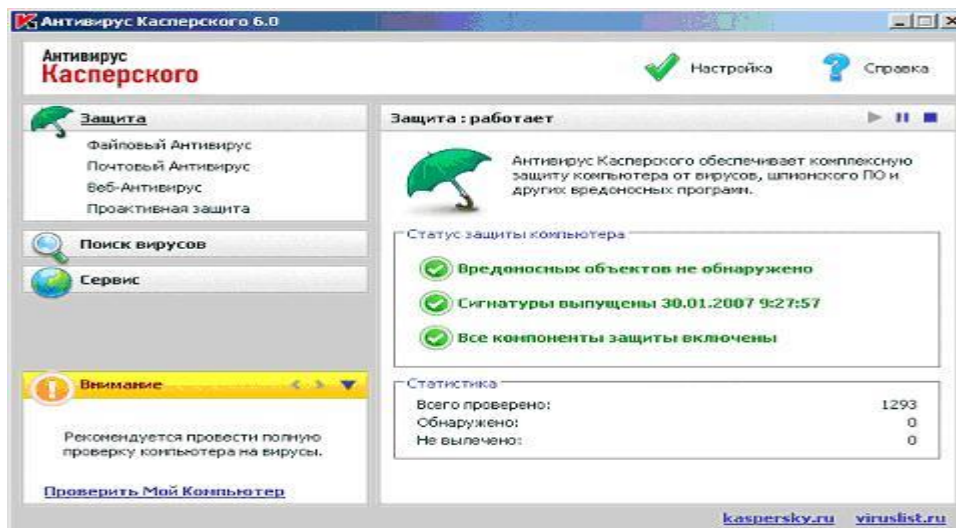 Антивирус Касперского 6.0
Антивирус
Касперского
Настройка
Справка
Защита
Файловый Антивирус
Почтовый Антивирус
Веб-Антивирус
Проактивная защита
Поиск вирусов
Сервис
Внимание
Рекомендуется провести полную
проверку компьютера на вирусы.
Проверить Мой Компьютер
Защита : работает
Антивирус Касперского обеспечивает комплексную
защиту компьютера от вирусов, шпионского ПО и
других вредоносных программ.
Статус защиты компьютера
Вредоносных объектов не обнаружено
Сигнатуры выпущены 30.01.2007 9:27:57
Все компоненты защиты включены
Статистика
Всего проверено: 1293
Обнаружено: 0
Не вылечено: 0
kaspersky.ru viruslist.ru